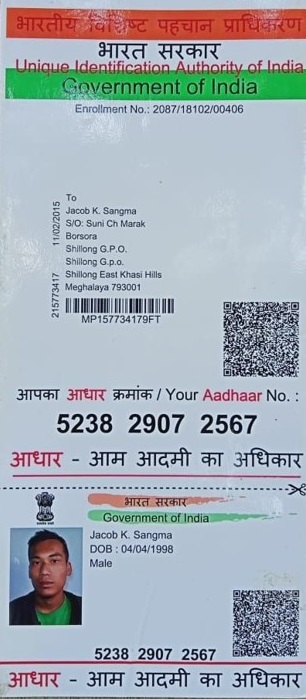 भारतीय विशिष्ट पहचान प्राधिकरण
भारत सरकार
Unique Identification Authority of India
Government of India
Enrollment No.: 2087/18102/00406
11/02/2015
215773417
To
Jacob K. Sangma
S/O: Suni Ch Marak
Borsora
Shillong G.P.O.
Shillong G.p.o.
Shillong East Khasi Hills
Meghalaya 793001
MP157734179FT
आपका आधार क्रमांक / Your Aadhaar No. :
5238 2907 2567
आधार - आम आदमी का अधिकार
भारत सरकार
Government of India
Jacob K. Sangma
DOB : 04/04/1998
Male
5238 2907 2567
आधार - आम आदमी का अधिकार